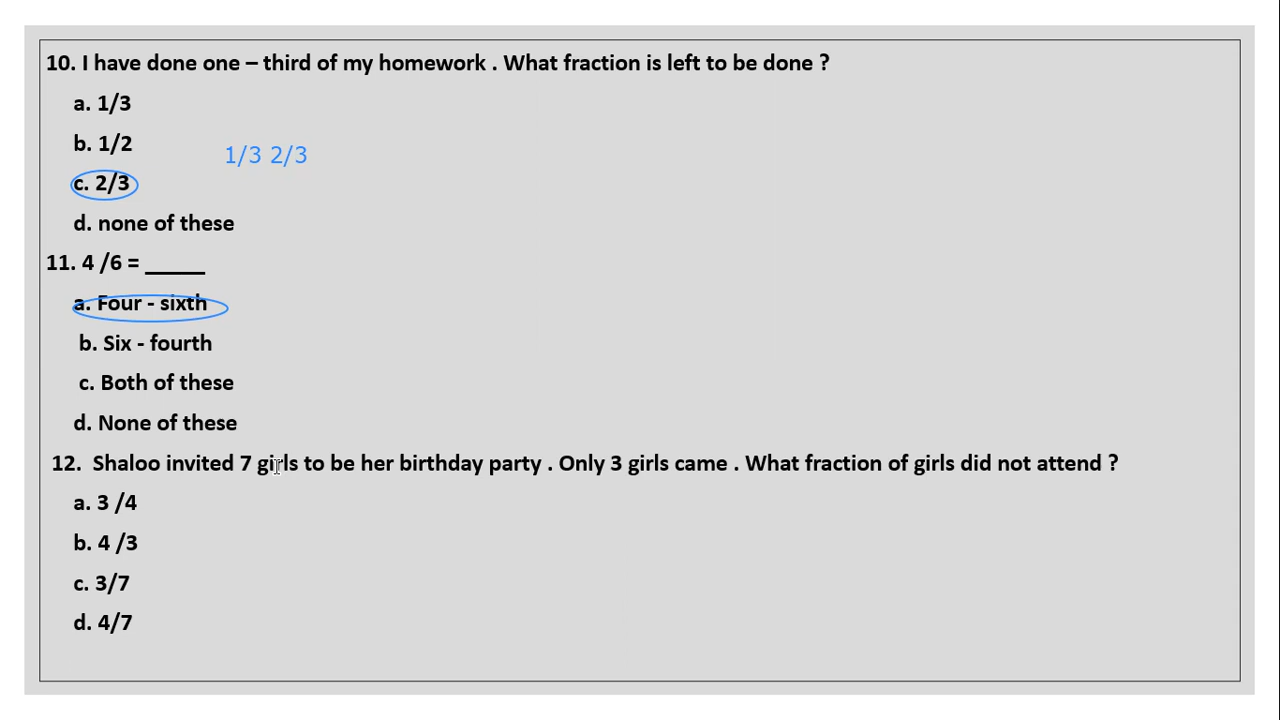 10. I have done one – third of my homework . What fraction is left to be done ?
a. 1/3
b. 1/2
1/3 2/3
c. 2/3
d. none of these
11. 4 /6 = _____
a. Four - sixth
b. Six - fourth
c. Both of these
d. None of these
12. Shaloo invited 7 girls to be her birthday party . Only 3 girls came . What fraction of girls did not attend ?
a. 3 /4
b. 4 /3
c. 3/7
d. 4/7